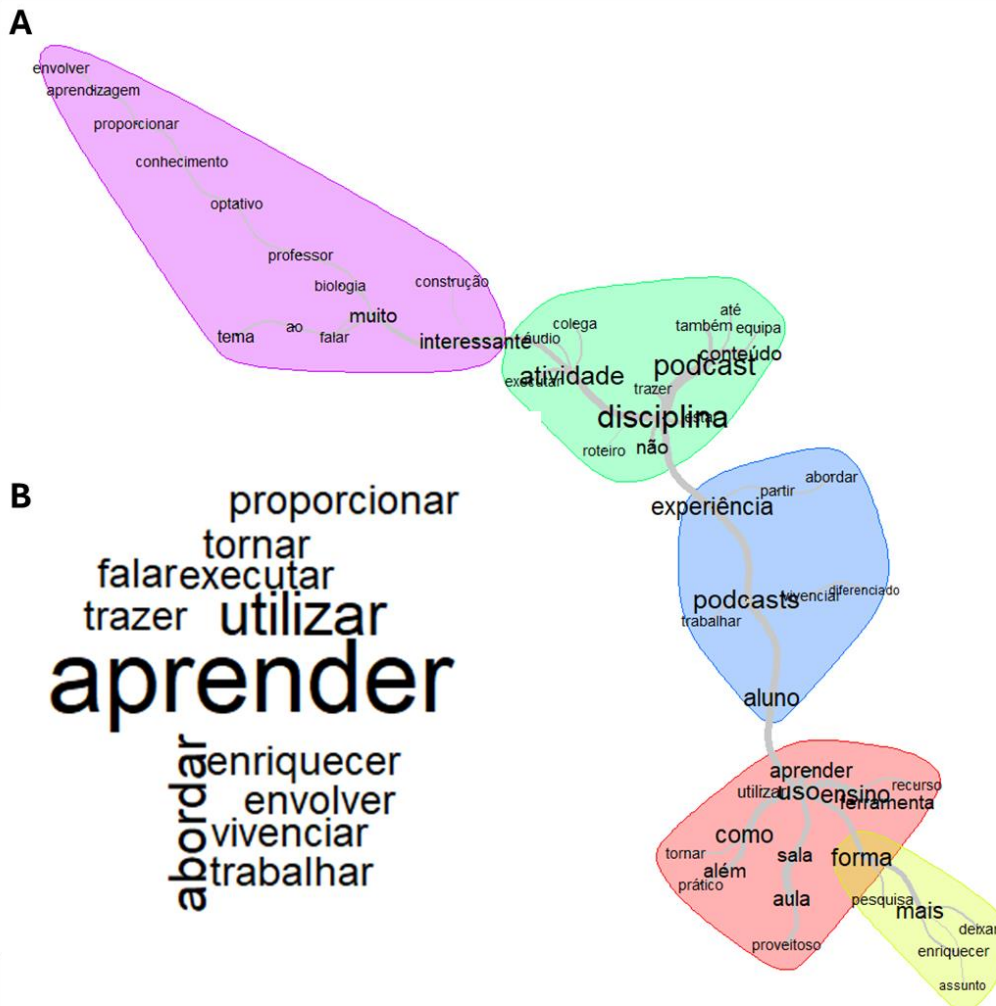 A
envolver
aprendizagem
proporcionar
conhecimento
optativo
professor
biologia
construção
muito
tema
ao
falar
interessante
áudio
colega
até
também
equipa
conteúdo
podcast
atividade
executar
trazer
disciplina
esta
roteiro
não
experiência
partir
abordar
podcasts
vivenciar
diferenciado
trabalhar
aluno
aprender
utilizar
uso
ensino
recurso
ferramenta
como
tornar
além
prático
sala
aula
proveitoso
forma
pesquisa
mais
deixar
enriquecer
assunto
B
proporcionar
tornar
falar executar
trazer utilizar
aprender
abordar
enriquecer
envolver
vivenciar
trabalhar